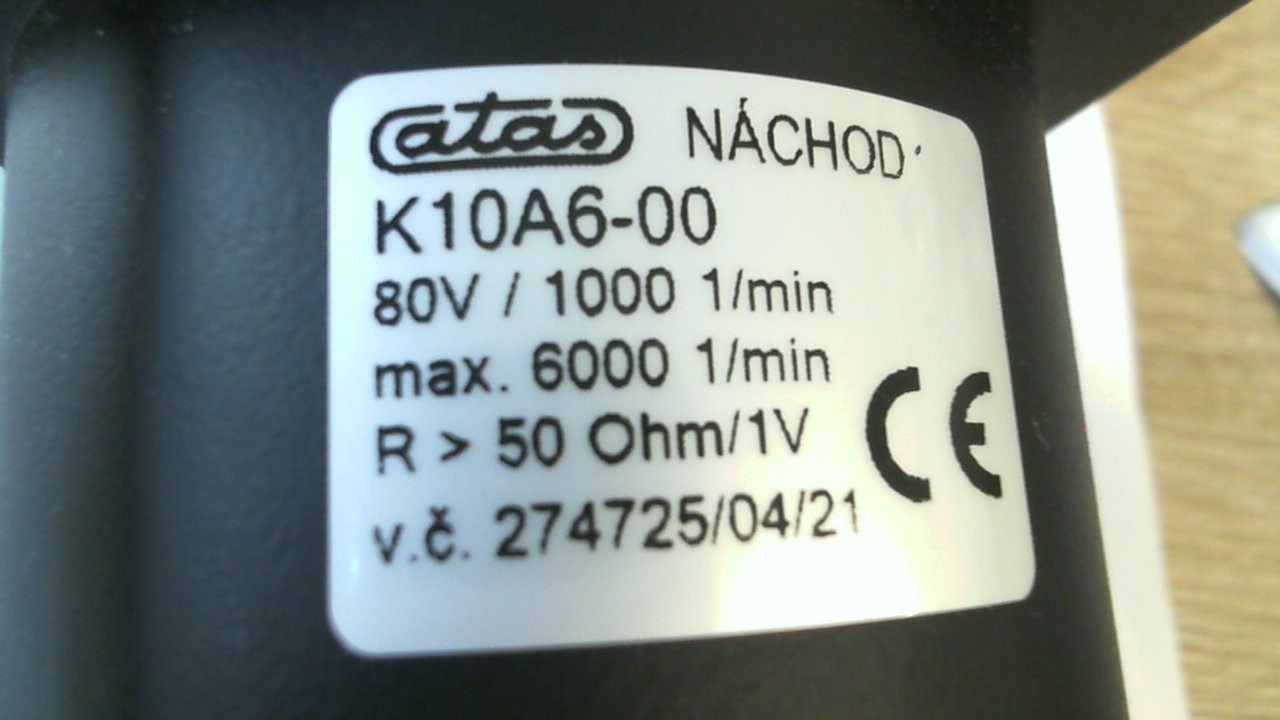 atas NÁCHOD
K10A6-00
80V / 1000 1/min
max. 6000 1/min
R > 50 Ohm/1V
v.č. 274725/04/21
CE